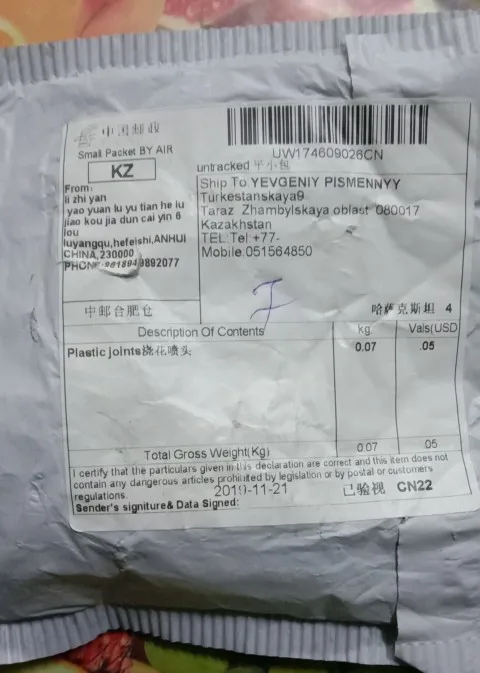 中国邮政
Small Packet BY AIR
KZ
UW174609026CN
untracked 平小包
From:
li zhi yan
yao yuan lu yu tian he lu
jiao kou jia dun cai yin 6
lou
luyangqu,hefeishi,ANHUI
CHINA,230000
PHONE:
Ship To YEVGENIY PISMENNYY
Turkestanskaya9
Taraz Zhambylskaya oblast 080017
Kazakhstan
TEL:Tel:+77-
Mobile:051564850
中邮合肥仓
哈萨克斯坦 4
Description Of Contents kg. Vals(USD
Plastic joints浇花喷头 0.07 .05
Total Gross Weight(Kg) 0.07 05
I certify that the particulars given in this declaration are correct and this item does not
contain any dangerous articles prohibited by legislation or by postal or customers
regulations. 2019-11-21 已验视 CN22
Sender's signiture& Data Signed: